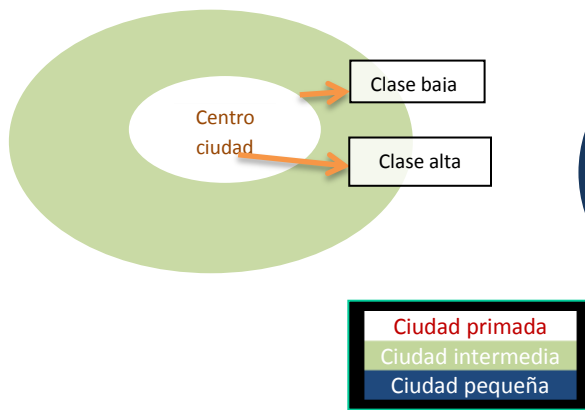 Clase baja
Centro
ciudad
Clase alta
Ciudad primada
Ciudad intermedia
Ciudad pequeña